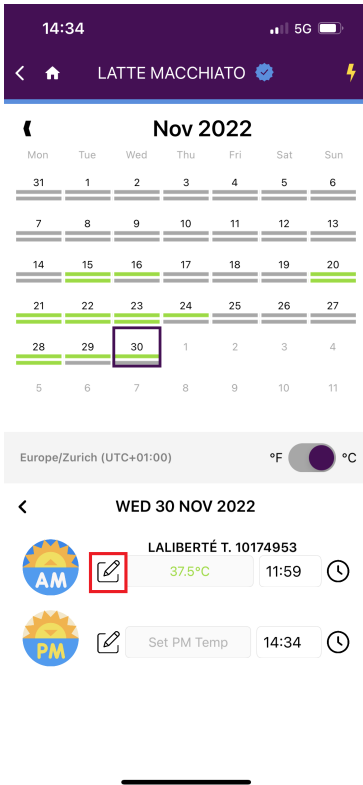 14:34 5G
LATTE MACCHIATO
Nov 2022
Mon Tue Wed Thu Fri Sat Sun
31 1 2 3 4 5 6
7 8 9 10 11 12 13
14 15 16 17 18 19 20
21 22 23 24 25 26 27
28 29 30 1 2 3 4
5 6 7 8 9 10 11
Europe/Zurich (UTC+01:00) °F °C
WED 30 NOV 2022
LALIBERTÉ T. 10174953
AM 37.5°C 11:59
PM Set PM Temp 14:34